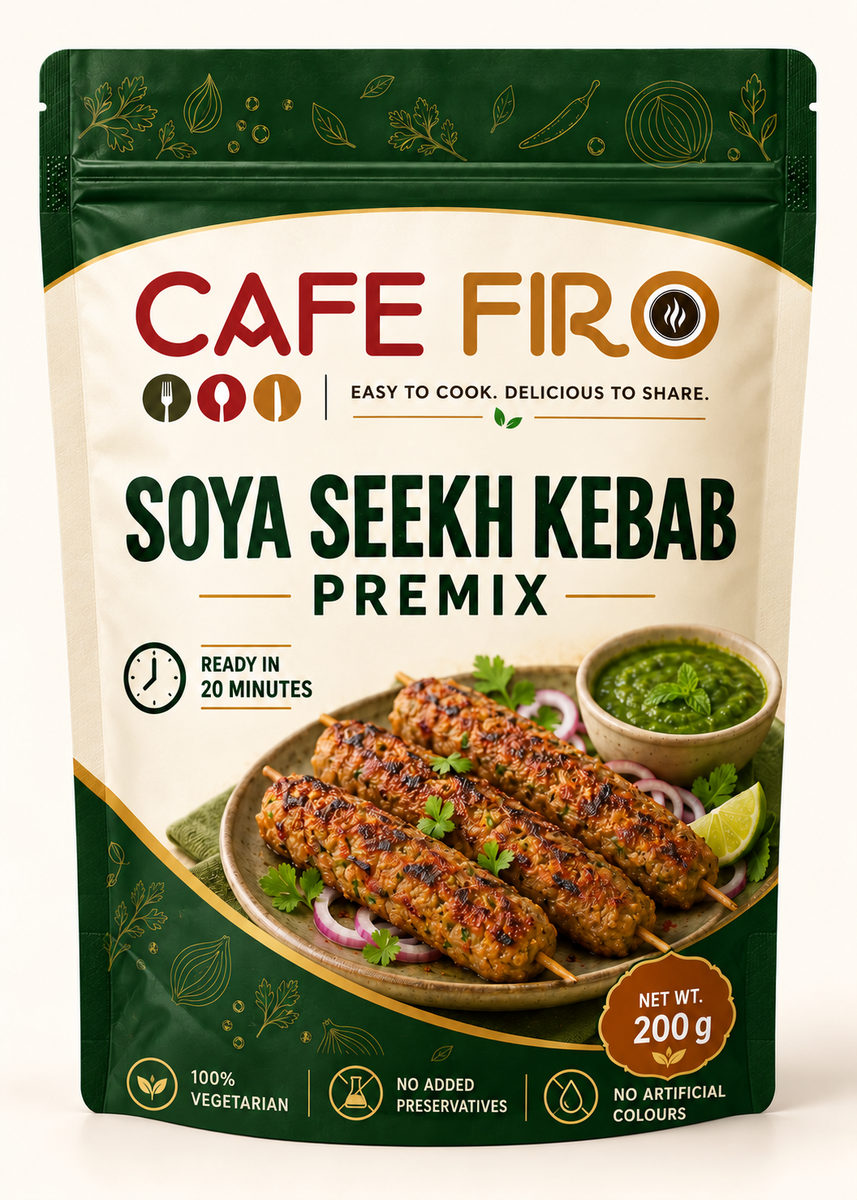 CAFE FIRO
EASY TO COOK. DELICIOUS TO SHARE.
SOYA SEEKH KEBAB
PREMIX
READY IN
20 MINUTES
NET WT.
200 g
100%
VEGETARIAN
NO ADDED
PRESERVATIVES
NO ARTIFICIAL
COLOURS